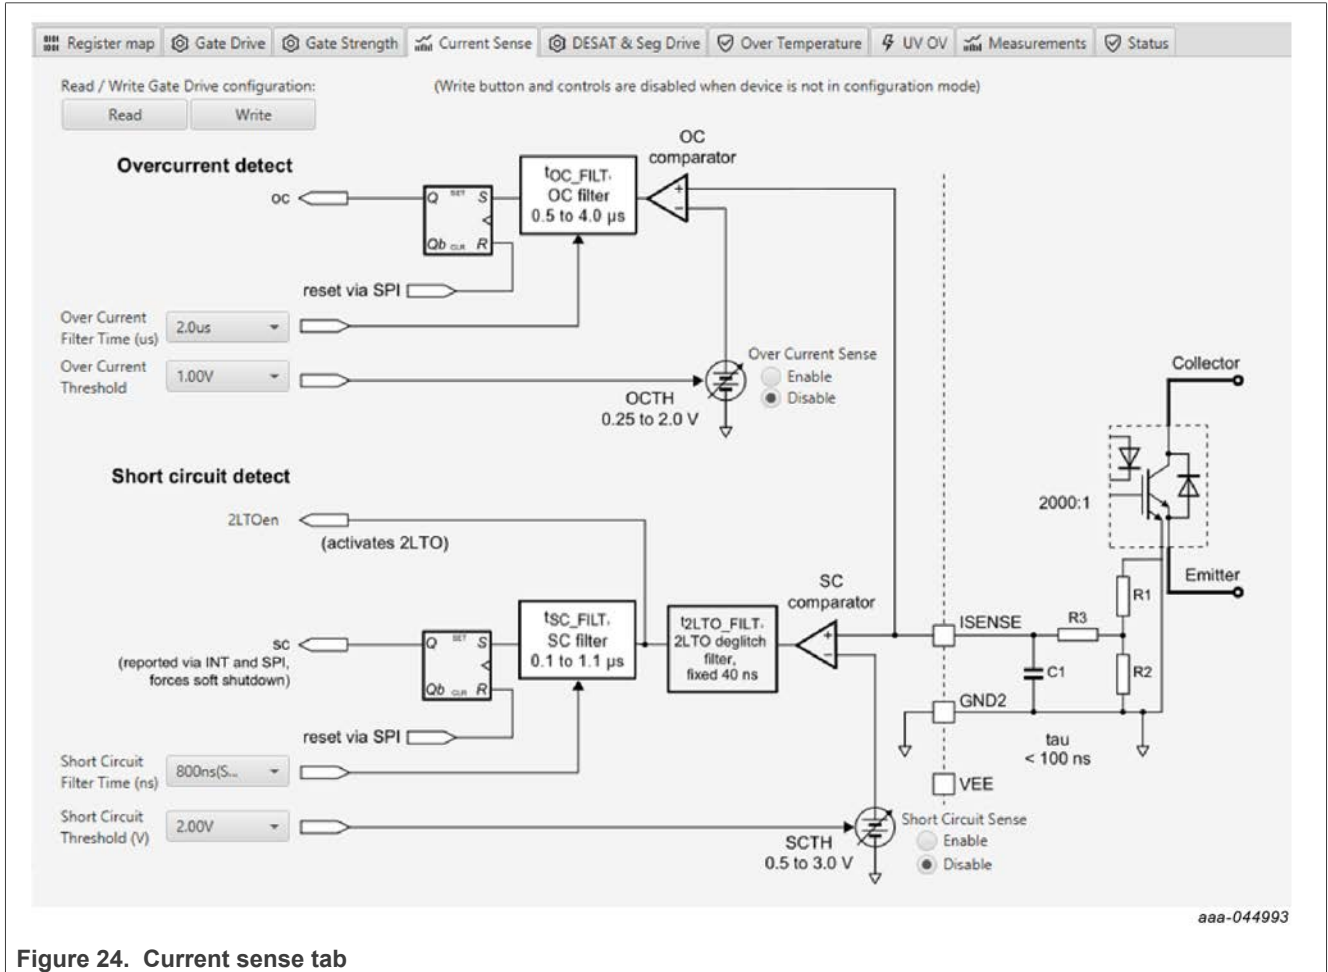 Register map Gate Drive Gate Strength Current Sense DESAT & Seg Drive Over Temperature UV OV Measurements Status
Read / Write Gate Drive configuration: (Write button and controls are disabled when device is not in configuration mode)
Read Write
OC
comparator
Overcurrent detect
tOC_FILT,
OC filter
0.5 to 4.0 µs
oc
Q SET S
Qb CLR R
+
−
reset via SPI
Over Current
Filter Time (us)
2.0us
Over Current
Threshold
1.00V
OCTH
0.25 to 2.0 V
Over Current Sense
Enable
Disable
Collector
2000:1
Emitter
Short circuit detect
2LTOen
(activates 2LTO)
SC
comparator
tSC_FILT,
SC filter
0.1 to 1.1 µs
t2LTO_FILT,
2LTO deglitch
filter,
fixed 40 ns
+
−
sc
(reported via INT and SPI,
forces soft shutdown)
Q SET S
Qb CLR R
reset via SPI
ISENSE
R3
R1
R2
C1
GND2
tau
< 100 ns
VEE
Short Circuit
Filter Time (ns)
800ns(S...
Short Circuit
Threshold (V)
2.00V
SCTH
0.5 to 3.0 V
Short Circuit Sense
Enable
Disable
aaa-044993
Figure 24. Current sense tab